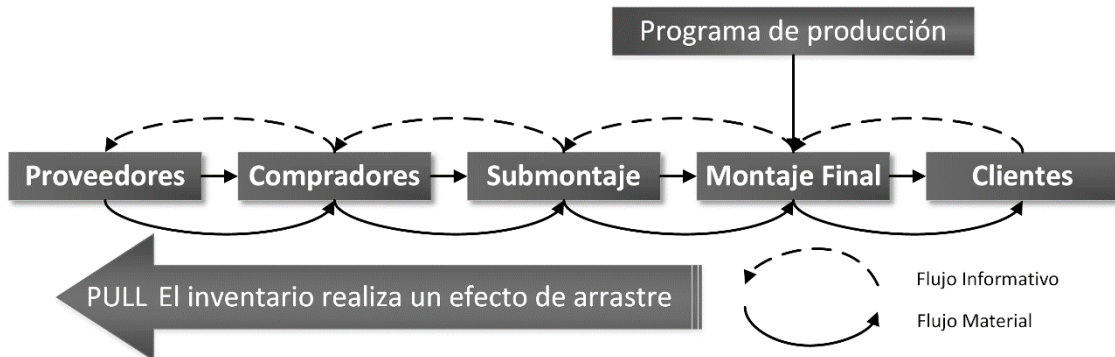 Programa de producción
Proveedores
Compradores
Submontaje
Montaje Final
Clientes
PULL El inventario realiza un efecto de arrastre
Flujo Informativo
Flujo Material